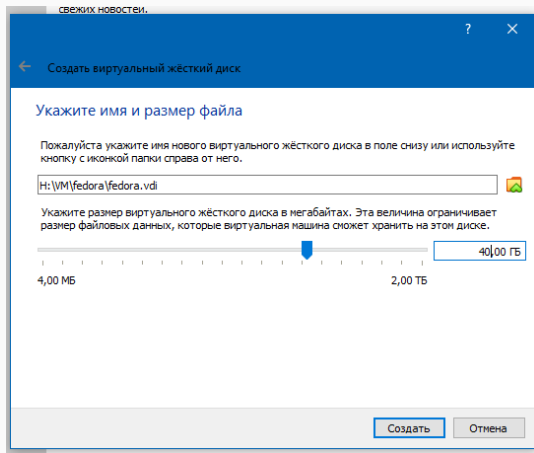 свежих новостей.
?
Создать виртуальный жёсткий диск
Укажите имя и размер файла
Пожалуйста укажите имя нового виртуального жёсткого диска в поле снизу или используйте
кнопку с иконкой папки справа от него.
H:\VM\fedora\fedora.vdi
Укажите размер виртуального жёсткого диска в мегабайтах. Эта величина ограничивает
размер файловых данных, которые виртуальная машина сможет хранить на этом диске.
40,00 ГБ
4,00 МБ 2,00 ТБ
Создать Отмена